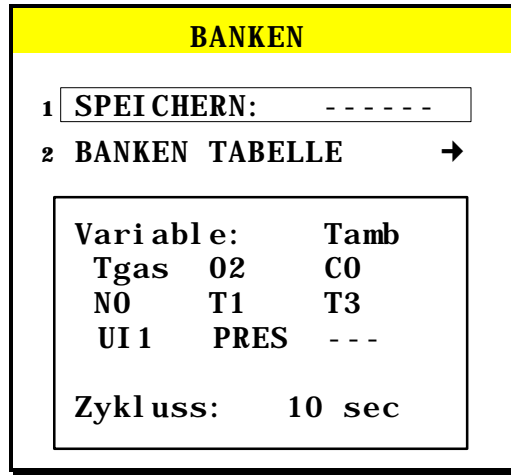 BANKEN
1 SPEICHERN: ------
2 BANKEN TABELLE ➔
Variable: Tamb
Tgas O2 CO
NO T1 T3
UI1 PRES ---
Zykluss: 10 sec